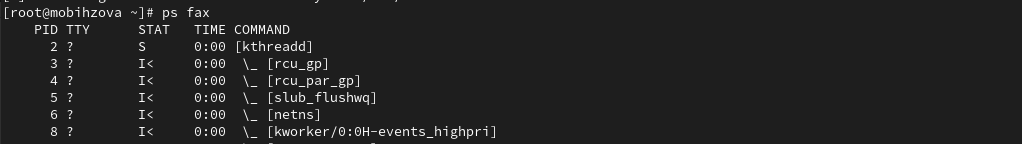 [root@mobihzova ~]# ps fax
    PID TTY      STAT   TIME COMMAND
      2 ?        S      0:00 [kthreadd]
      3 ?        I<     0:00  \_ [rcu_gp]
      4 ?        I<     0:00  \_ [rcu_par_gp]
      5 ?        I<     0:00  \_ [slub_flushwq]
      6 ?        I<     0:00  \_ [netns]
      8 ?        I<     0:00  \_ [kworker/0:0H-events_highpri]